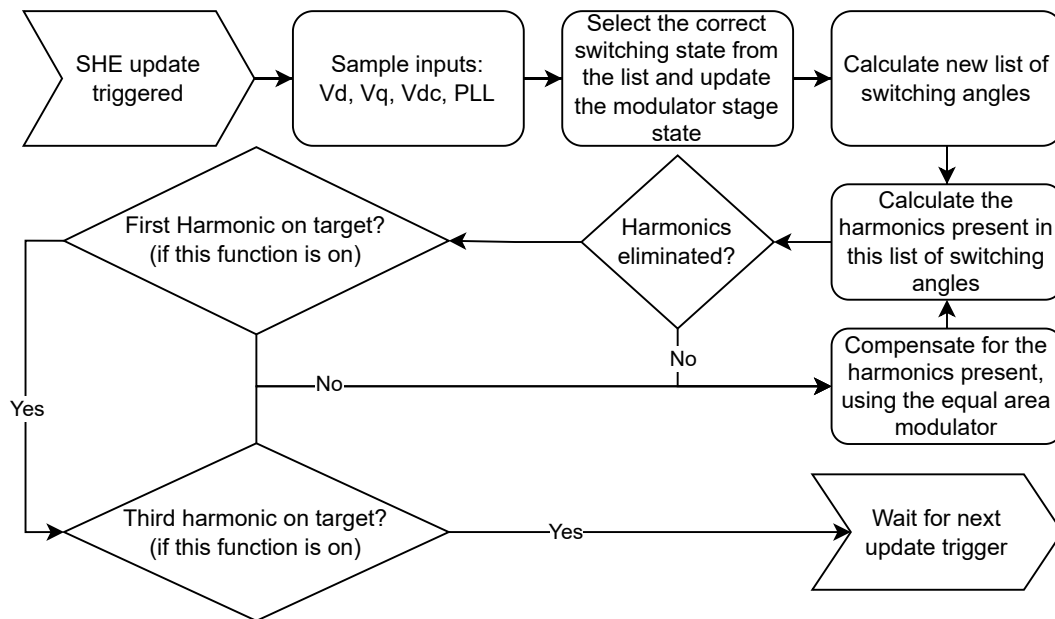 SHE update
triggered
Sample inputs:
Vd, Vq, Vdc, PLL
Select the correct
switching state from
the list and update
the modulator stage
state
Calculate new list of
switching angles
First Harmonic on target?
(if this function is on)
Harmonics
eliminated?
Calculate the
harmonics present in
this list of switching
angles
No
No
Compensate for the
harmonics present,
using the equal area
modulator
Yes
Third harmonic on target?
(if this function is on)
Yes
Wait for next
update trigger